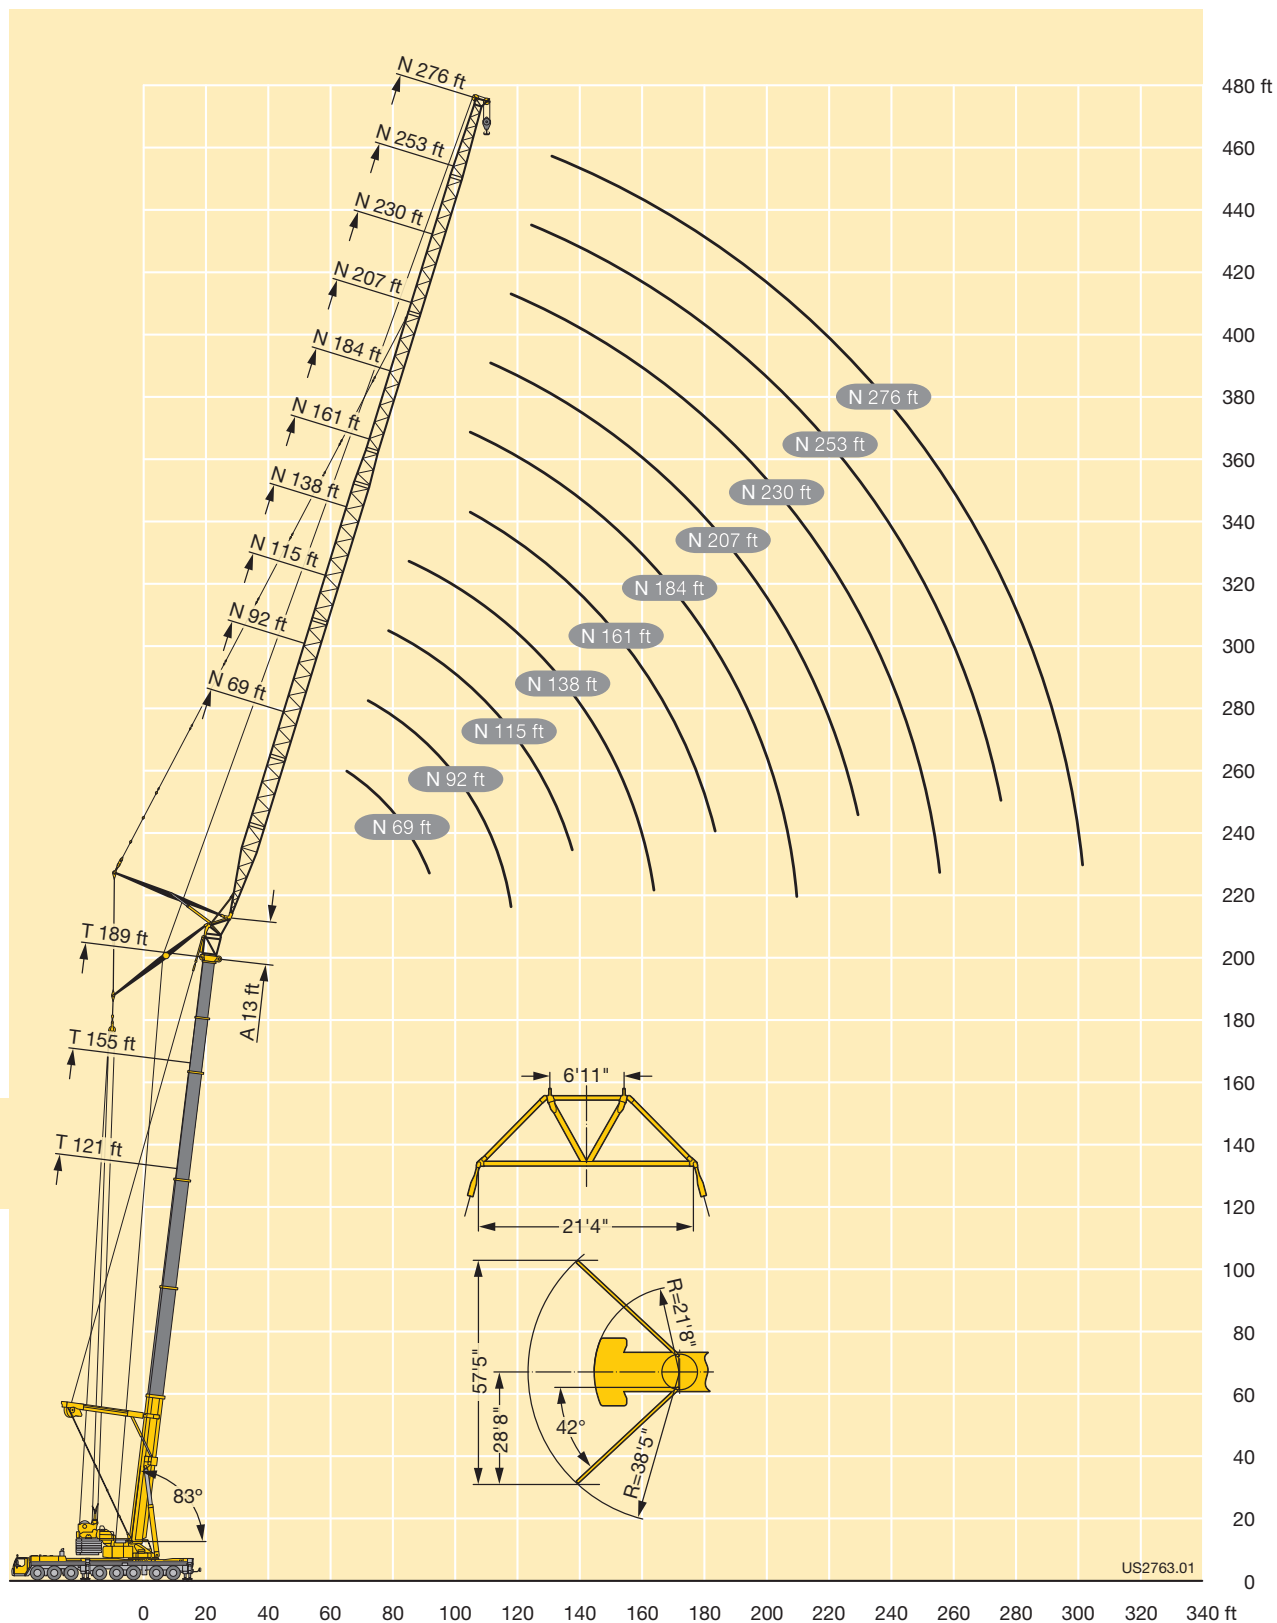 N 276 ft
N 253 ft
N 230 ft
N 207 ft
N 184 ft
N 161 ft
N 138 ft
N 115 ft
N 92 ft
N 69 ft
T 189 ft
A 13 ft
T 155 ft
T 121 ft
83°
N 276 ft
N 253 ft
N 230 ft
N 207 ft
N 184 ft
N 161 ft
N 138 ft
N 115 ft
N 92 ft
N 69 ft
6'11"
21'4"
R=21'8"
57'5"
28'8"
42°
R=38'5"
480 ft
460
440
420
400
380
360
340
320
300
280
260
240
220
200
180
160
140
120
100
80
60
40
20
0
US2763.01
0 20 40 60 80 100 120 140 160 180 200 220 240 260 280 300 320 340 ft